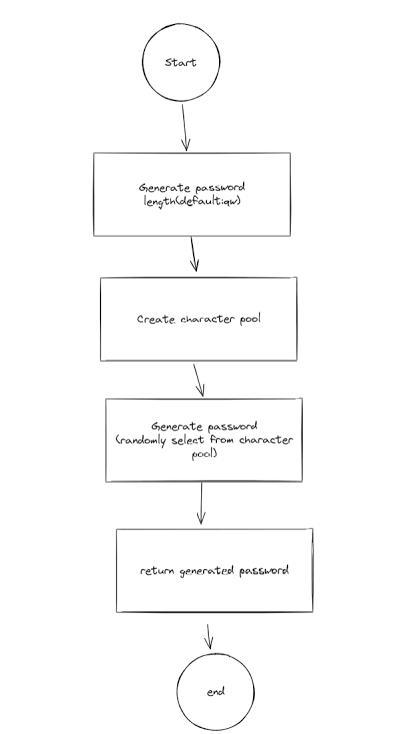 Start
Generate password
length(default:qw)
Create character pool
Generate password
(randomly select from character
pool)
return generated password
end